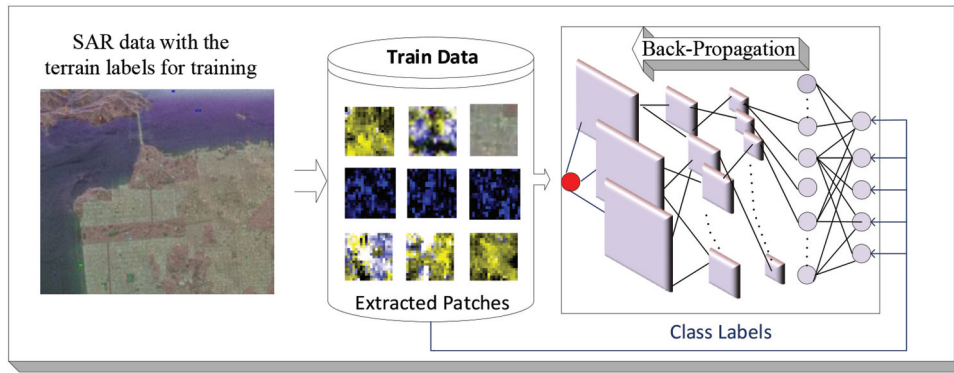 SAR data with the
terrain labels for training
Train Data
Extracted Patches
Back-Propagation
Class Labels